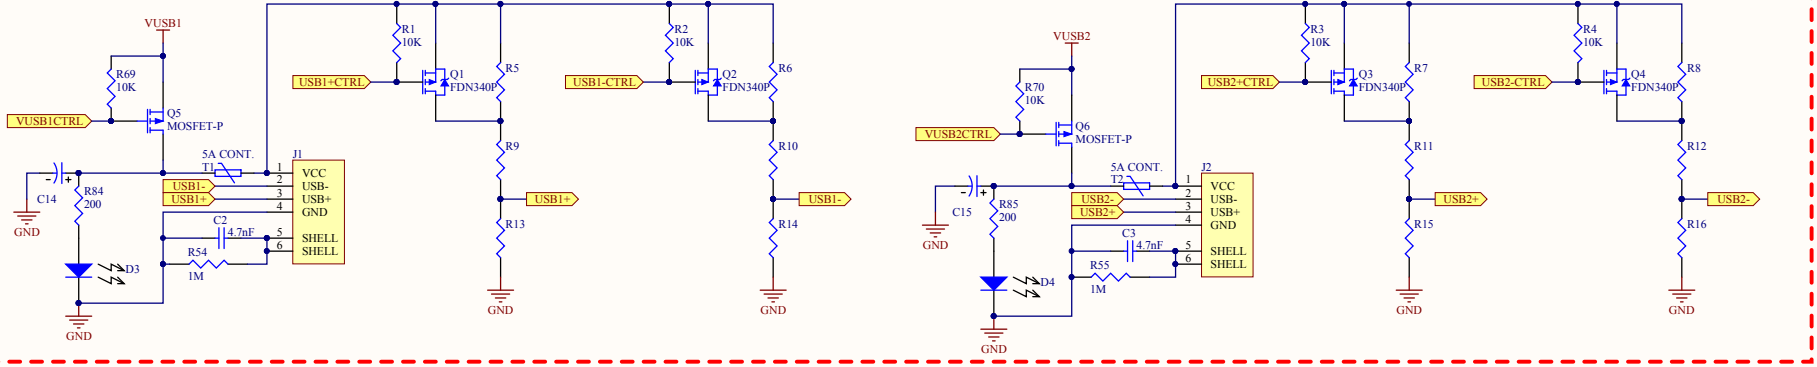 VUSB1
R69
10K
VUSB1CTRL
Q5
MOSFET-P
5A CONT.
T1
J1
1 VCC
2 USB-
3 USB+
4 GND
5 SHELL
6 SHELL
USB1-
USB1+
C14
- +
R84
200
GND
C2
4.7nF
R54
1M
D3
GND
R1
10K
USB1+CTRL
Q1
FDN340P
R5
R9
USB1+
R13
GND
R2
10K
USB1-CTRL
Q2
FDN340P
R6
R10
USB1-
R14
GND
VUSB2
R70
10K
VUSB2CTRL
Q6
MOSFET-P
5A CONT.
T2
J2
1 VCC
2 USB-
3 USB+
4 GND
5 SHELL
6 SHELL
USB2-
USB2+
C15
- +
R85
200
GND
C3
4.7nF
R55
1M
D4
GND
R3
10K
USB2+CTRL
Q3
FDN340P
R7
R11
USB2+
R15
GND
R4
10K
USB2-CTRL
Q4
FDN340P
R8
R12
USB2-
R16
GND